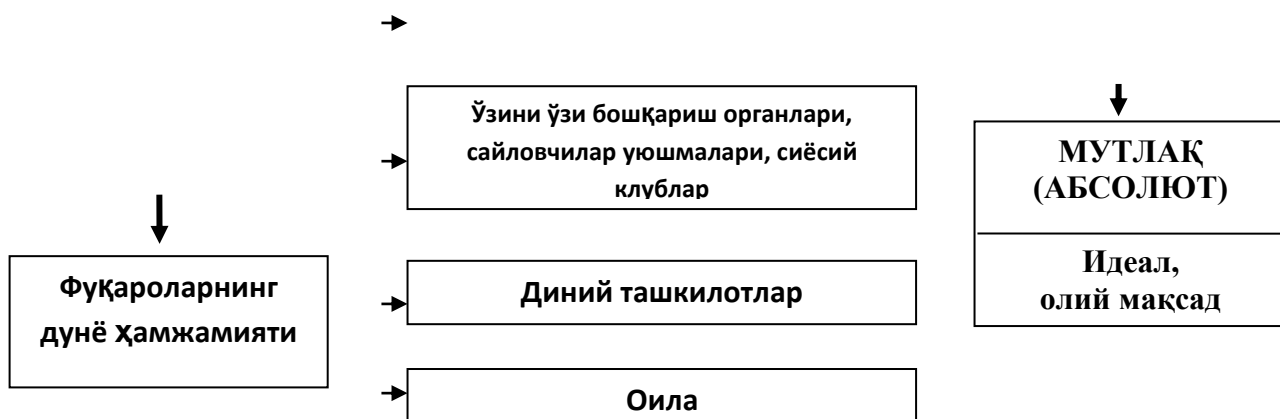 Ўзини ўзи бошқариш органлари,
сайловчилар уюшмалари, сиёсий
клублар
МУТЛАҚ
(АБСОЛЮТ)
Идеал,
олий мақсад
Фуқароларнинг
дунё ҳамжамияти
Диний ташкилотлар
Оила